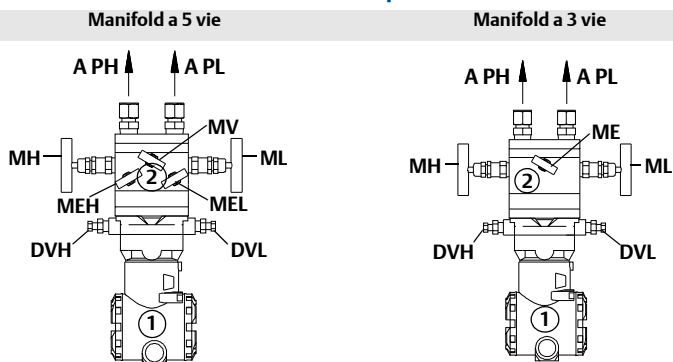 Manifold a 5 vie
Manifold a 3 vie
A PH
A PL
A PH
A PL
MV
ME
MH
ML
MH
ML
2
2
MEH
MEL
DVH
DVL
DVH
DVL
1
1